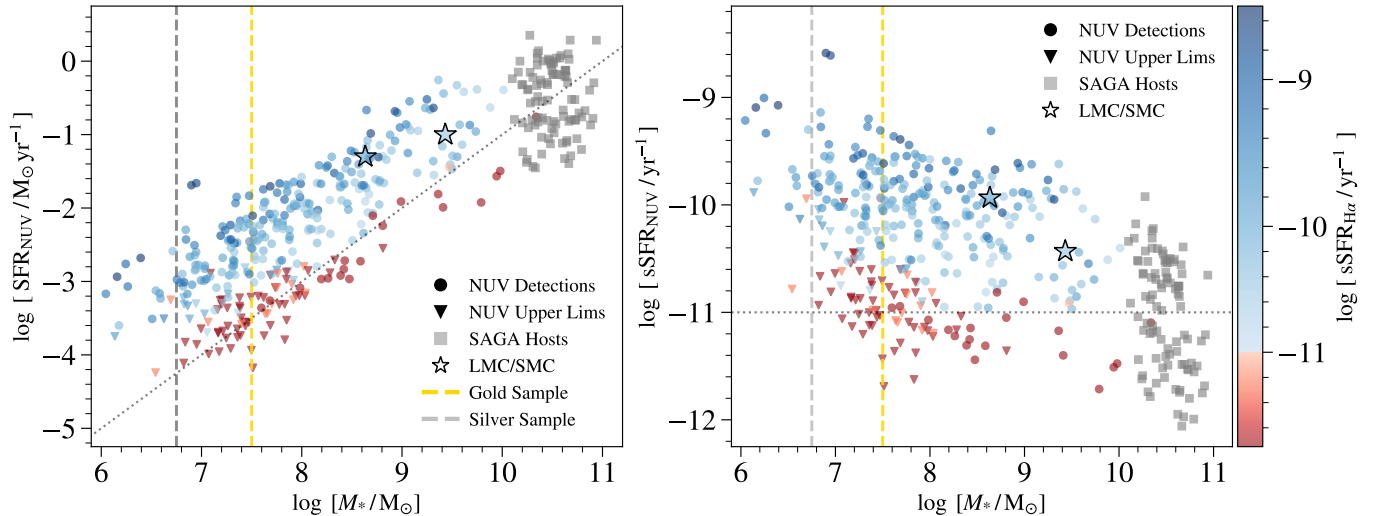 log [ SFR_NUV / M_⊙ yr⁻¹ ]
0
−1
−2
−3
−4
−5
NUV Detections
NUV Upper Lims
SAGA Hosts
LMC/SMC
Gold Sample
Silver Sample
6 7 8 9 10 11
log [M_* / M_⊙]
log [ sSFR_NUV / yr⁻¹ ]
−9
−10
−11
−12
NUV Detections
NUV Upper Lims
SAGA Hosts
LMC/SMC
6 7 8 9 10 11
log [M_* / M_⊙]
−9
−10
−11
log [ sSFR_Hα / yr⁻¹ ]